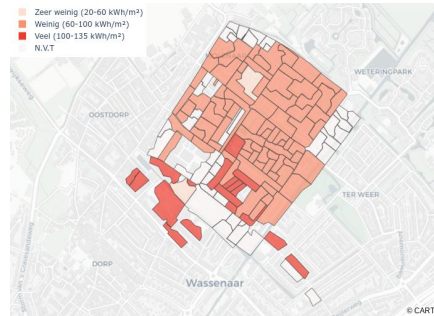 Zeer weinig (20-60 kWh/m²)
Weinig (60-100 kWh/m²)
Veel (100-135 kWh/m²)
N.V.T
WETERINGPARK
OOSTDORP
TER WEER
DORP
Wassenaar
© CART